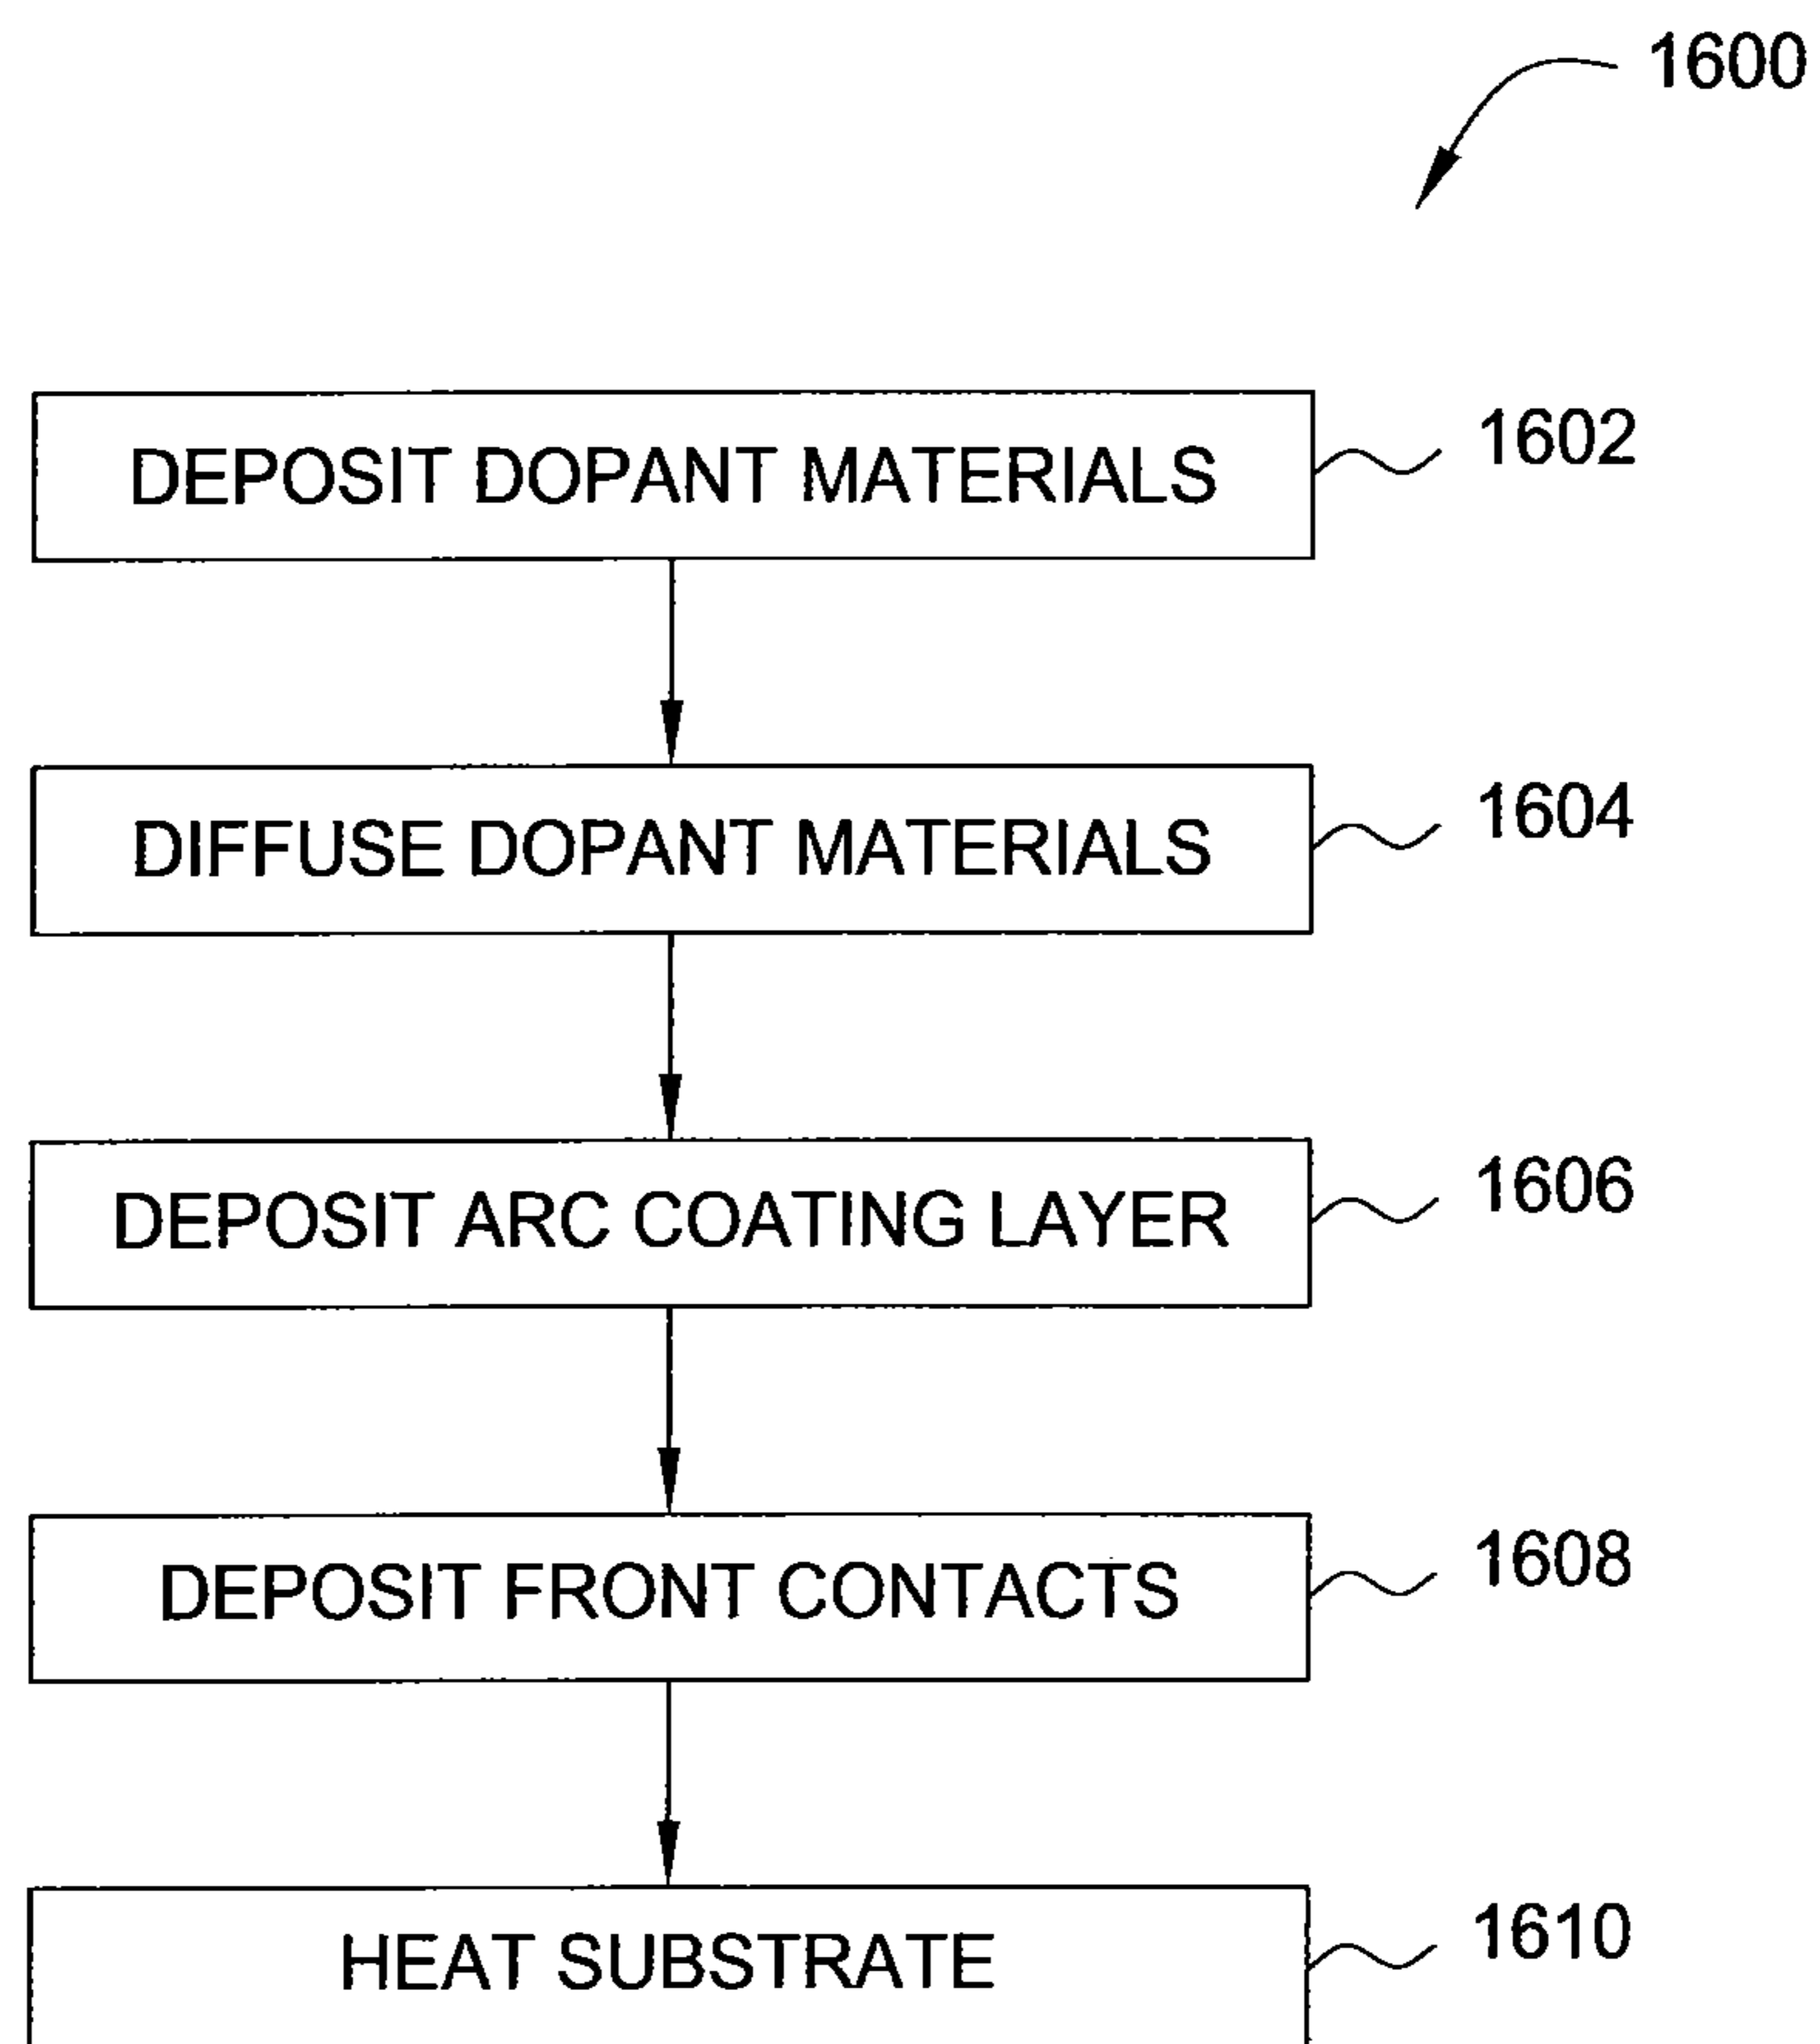 1600
DEPOSIT DOPANT MATERIALS
1602
DIFFUSE DOPANT MATERIALS
1604
DEPOSIT ARC COATING LAYER
1606
DEPOSIT FRONT CONTACTS
1608
HEAT SUBSTRATE
1610